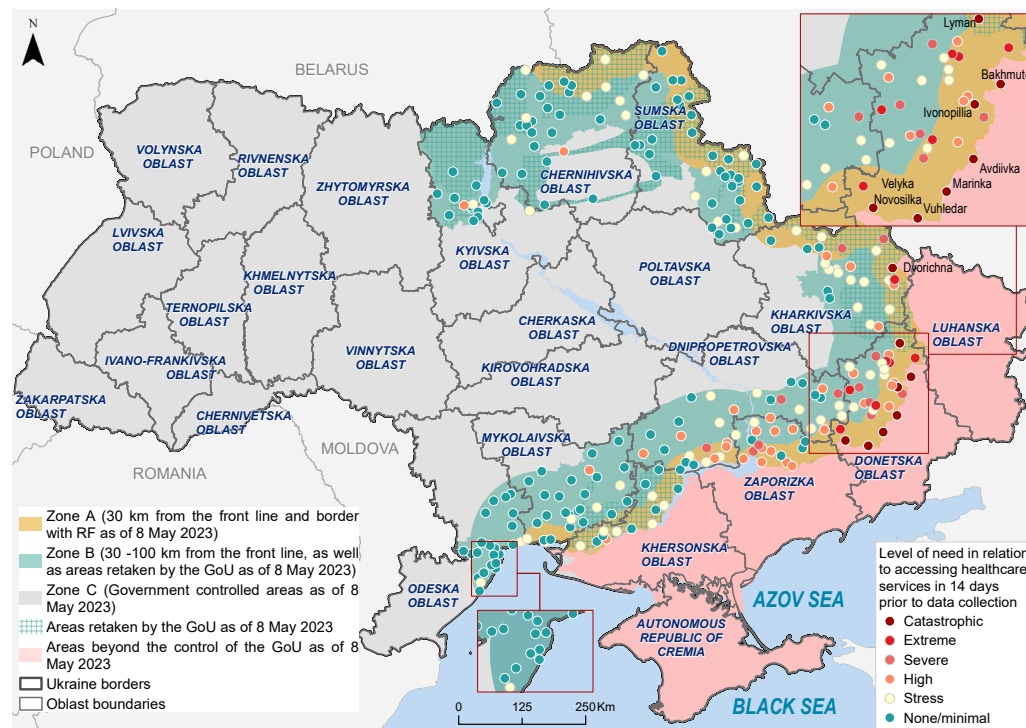 N
BELARUS
POLAND
VOLYNSKA
OBLAST
RIVNENSKA
OBLAST
ZHYTOMYRSKA
OBLAST
SUMSKA
OBLAST
CHERNIHIVSKA
OBLAST
Lyman
Bakhmut
Ivonopillia
Avdiivka
Marinka
Velyka
Novosilka
Vuhledar
LVIVSKA
OBLAST
KHMELNYTSKA
OBLAST
KYIVSKA
OBLAST
POLTAVSKA
OBLAST
Dvorichna
TERNOPILSKA
OBLAST
CHERKASKA
OBLAST
KHARKIVSKA
OBLAST
LUHANSKA
OBLAST
IVANO-FRANKIVSKA
OBLAST
VINNYTSKA
OBLAST
KIROVOHRADSKA
OBLAST
DNIPROPETROVSKA
OBLAST
ZAKARPATSKA
OBLAST
CHERNIVETSKA
OBLAST
MOLDOVA
MYKOLAIVSKA
OBLAST
ROMANIA
DONETSKA
OBLAST
ZAPORIZKA
OBLAST
KHERSONSKA
OBLAST
ODESKA
OBLAST
AUTONOMOUS
REPUBLIC OF
CREMIA
AZOV SEA
BLACK SEA
Zone A (30 km from the front line and border
with RF as of 8 May 2023)
Zone B (30 -100 km from the front line, as well
as areas retaken by the GoU as of 8 May 2023)
Zone C (Government controlled areas as of 8
May 2023)
Areas retaken by the GoU as of 8 May 2023
Areas beyond the control of the GoU as of 8
May 2023
Ukraine borders
Oblast boundaries
0 125 250 Km
Level of need in relation
to accessing healthcare
services in 14 days
prior to data collection
Catastrophic
Extreme
Severe
High
Stress
None/minimal